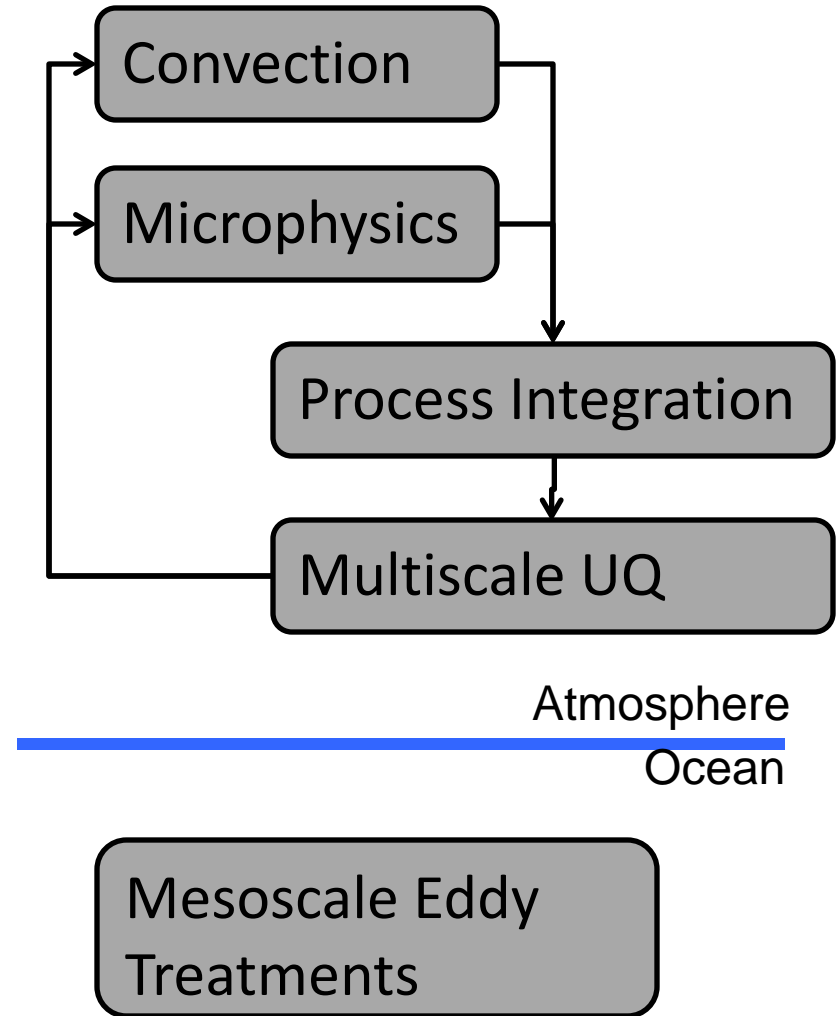 Convection
Microphysics
Process Integration
Multiscale UQ
Atmosphere
Ocean
Mesoscale Eddy
Treatments